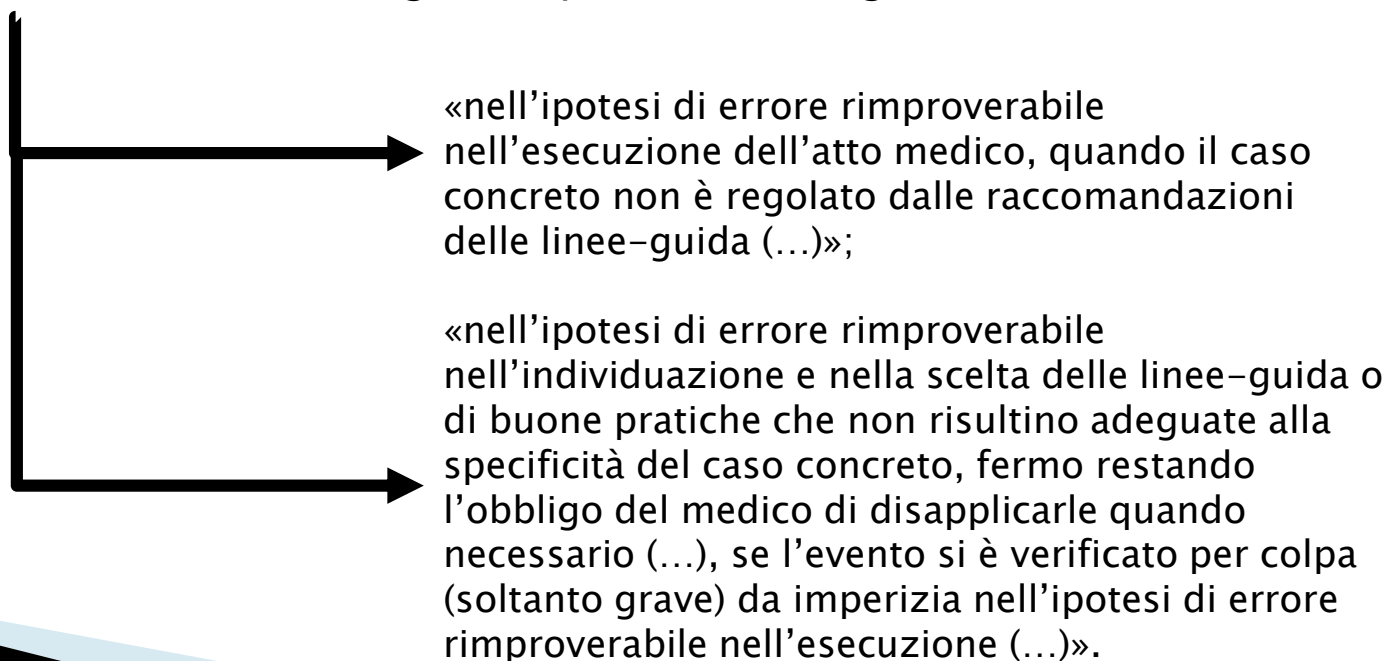 «nell’ipotesi di errore rimproverabile
nell’esecuzione dell’atto medico, quando il caso
concreto non è regolato dalle raccomandazioni
delle linee-guida (…)»;
«nell’ipotesi di errore rimproverabile
nell’individuazione e nella scelta delle linee-guida o
di buone pratiche che non risultino adeguate alla
specificità del caso concreto, fermo restando
l’obbligo del medico di disapplicarle quando
necessario (…), se l’evento si è verificato per colpa
(soltanto grave) da imperizia nell’ipotesi di errore
rimproverabile nell’esecuzione (…)».